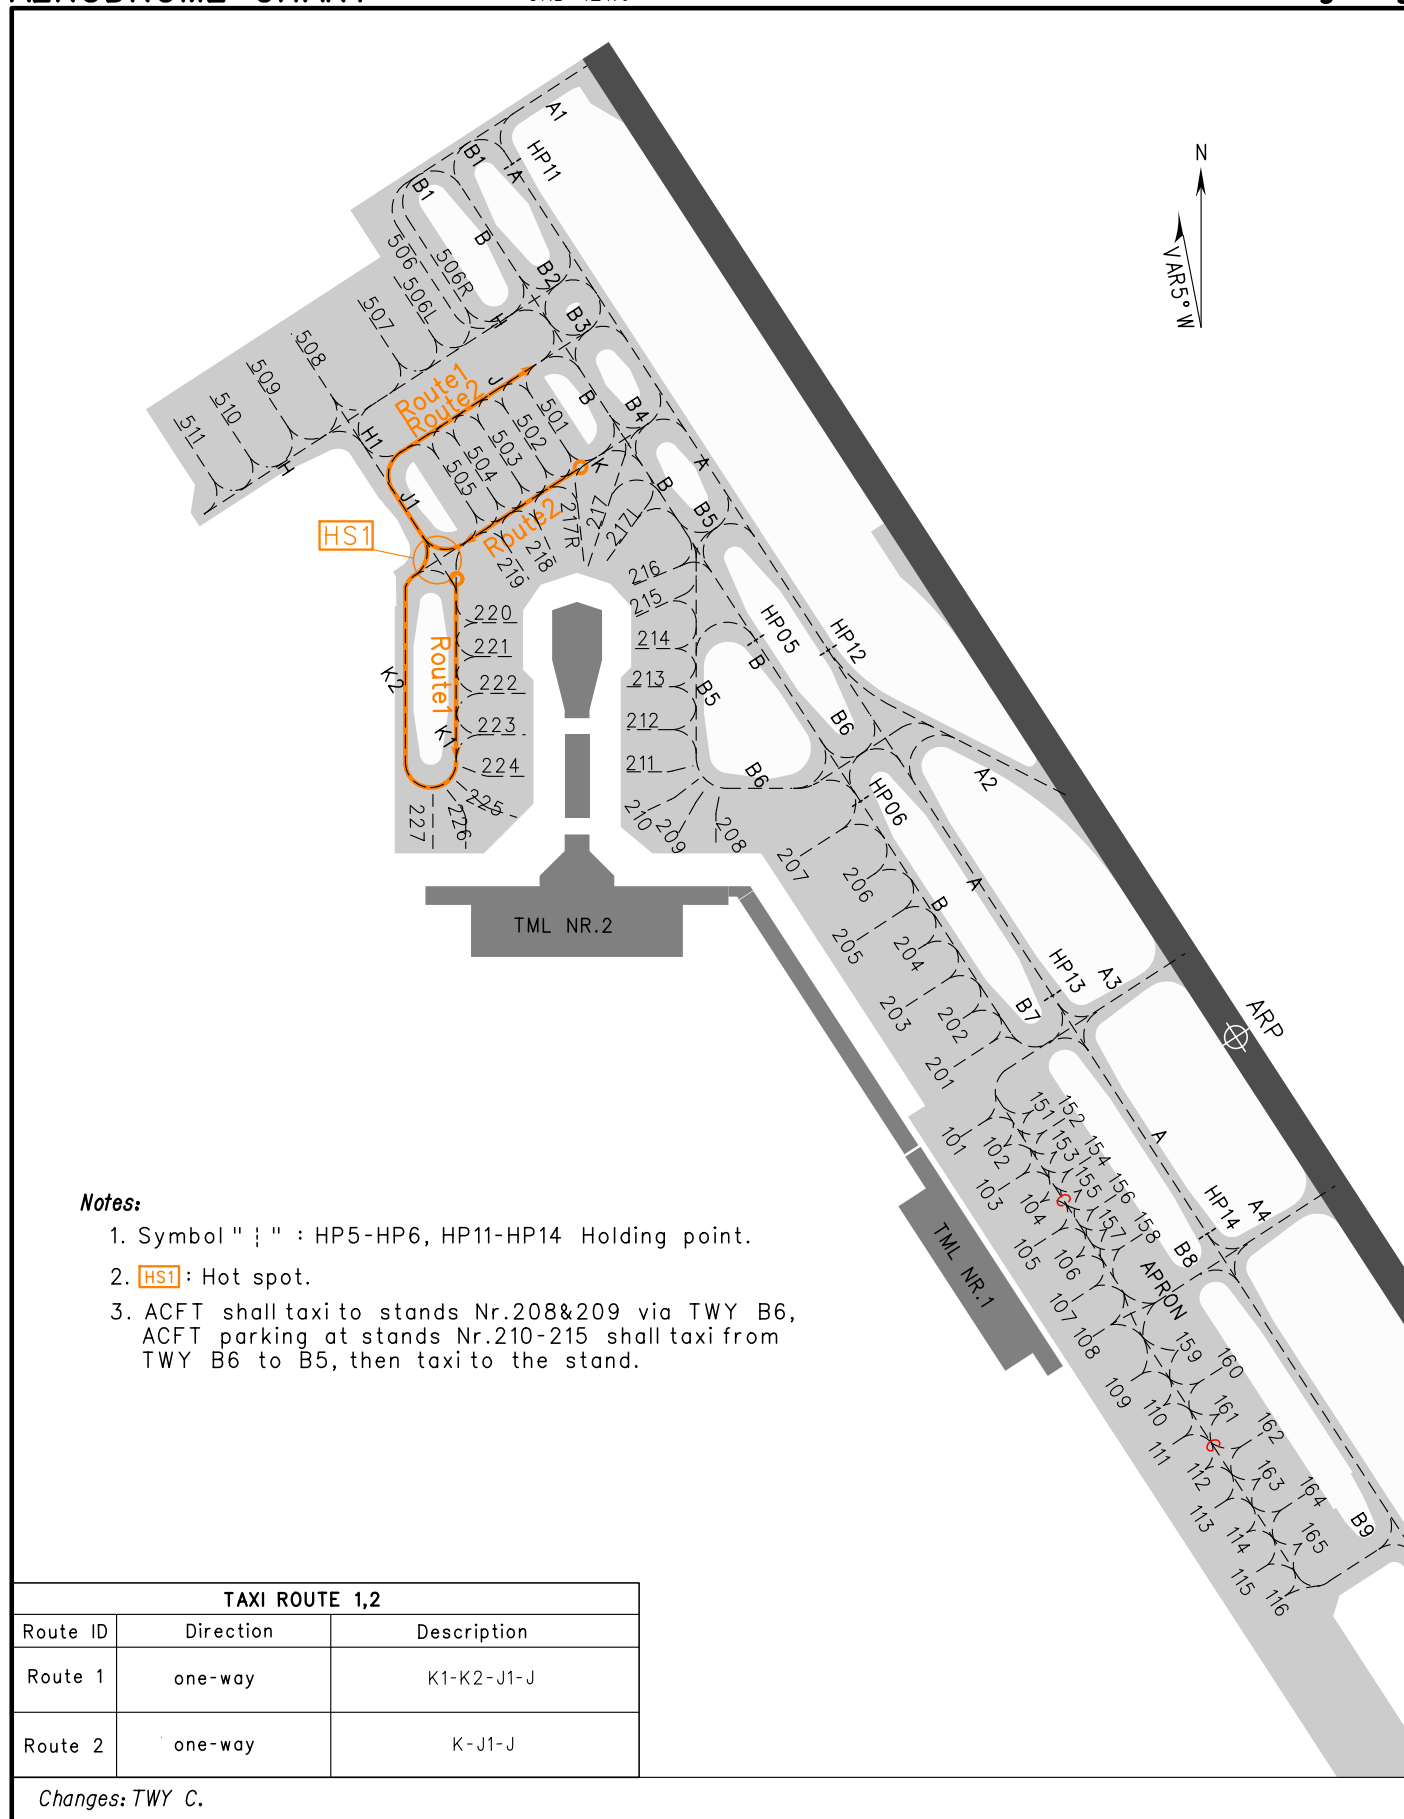 A1
HP11
B1
A
B1
B
506
506R
506L
B2
H
B3
507
508
509
510
511
N
VAR5°W
Route1
Route2
J
B
501
502
503
504
505
B4
K
A
B
B5
H1
H
J1
HS1
Route2
217
217L
217R
218
219
216
215
214
213
212
211
220
221
222
223
224
225
226
227
Route1
K2
K1
HP05
HP12
B
B5
B6
B6
A2
HP06
210
209
208
207
206
205
204
203
202
201
A
B
TML NR.2
HP13
A3
B7
ARP
101
102
103
104
105
106
107
108
109
110
111
112
113
114
115
116
151
152
153
154
155
156
157
158
C
A
HP14
A4
B8
APRON
TML NR.1
159
160
161
162
163
164
165
C
B9
Notes:
1. Symbol " ¦ " : HP5-HP6, HP11-HP14 Holding point.
2. HS1 : Hot spot.
3. ACFT shall taxi to stands Nr.208&209 via TWY B6,
ACFT parking at stands Nr.210-215 shall taxi from
TWY B6 to B5, then taxi to the stand.
TAXI ROUTE 1,2
Route ID Direction Description
Route 1 one-way K1-K2-J1-J
Route 2 one-way K-J1-J
Changes: TWY C.